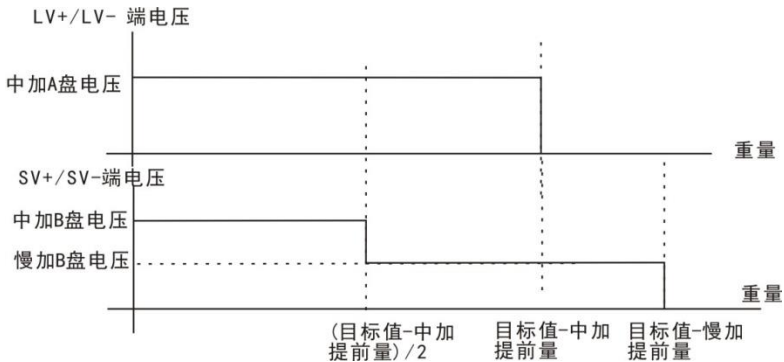 LV+/LV- 端电压
中加A盘电压
重量
SV+/SV-端电压
中加B盘电压
慢加B盘电压
重量
(目标值-中加
提前量)/2
目标值-中加
提前量
目标值-慢加
提前量